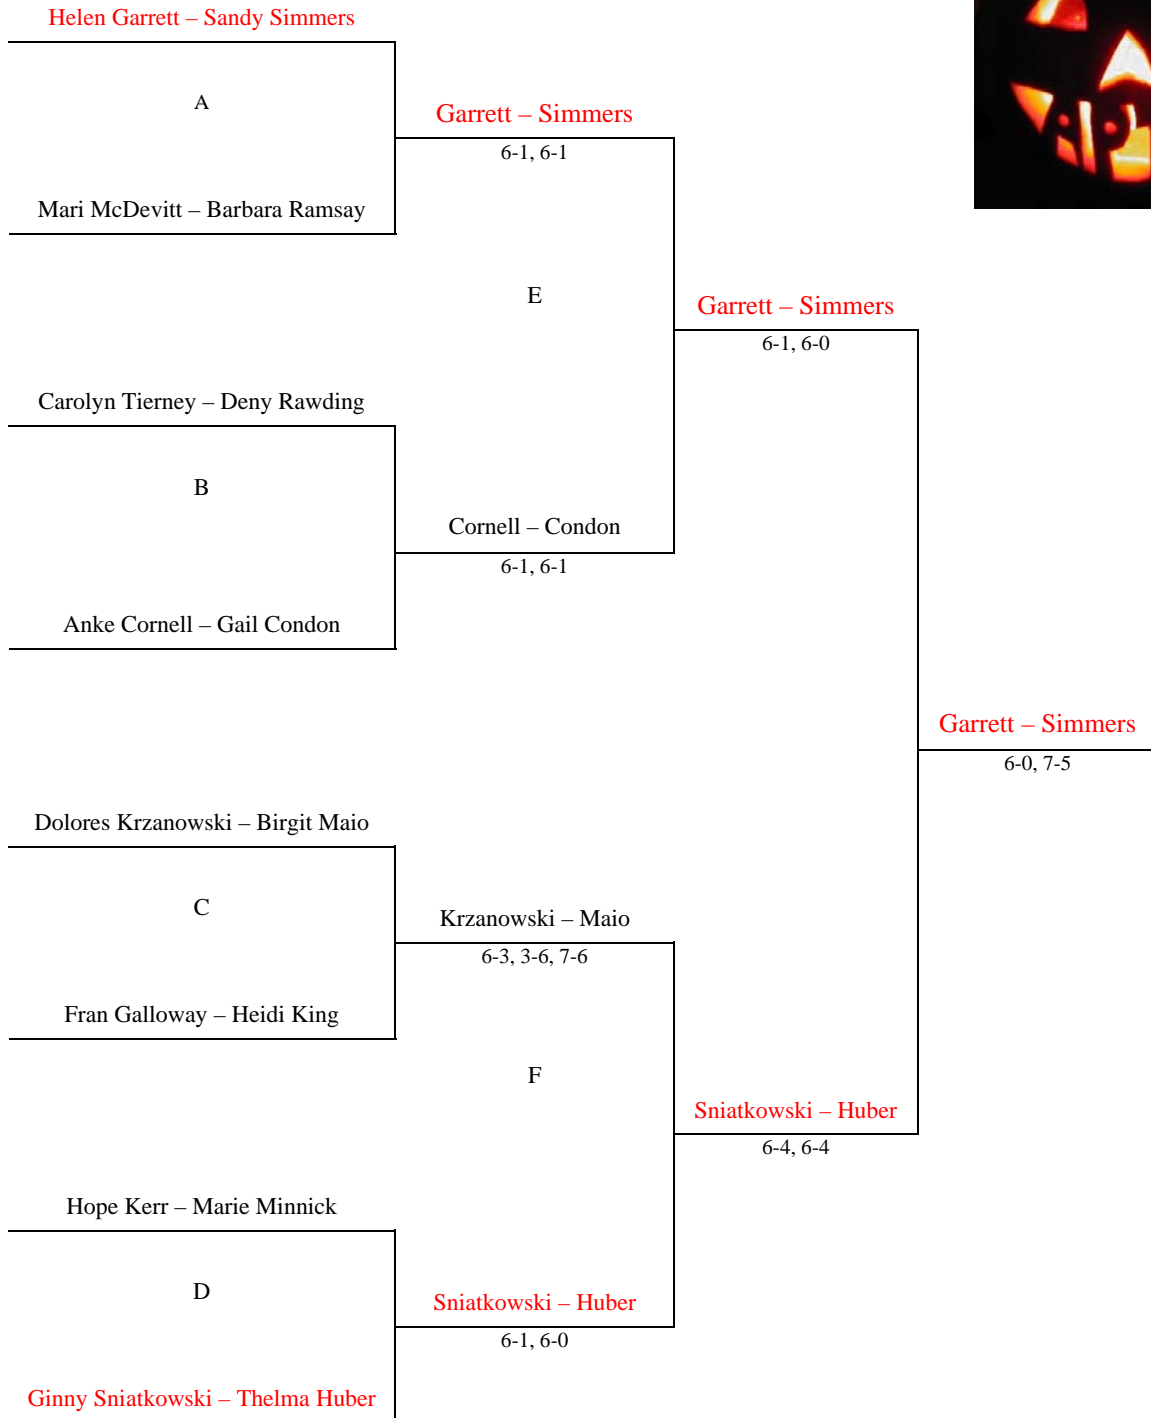 Helen Garrett – Sandy Simmers
A
Garrett – Simmers
6-1, 6-1
Mari McDevitt – Barbara Ramsay
E
Garrett – Simmers
6-1, 6-0
Carolyn Tierney – Deny Rawding
B
Cornell – Condon
6-1, 6-1
Anke Cornell – Gail Condon
Garrett – Simmers
6-0, 7-5
Dolores Krzanowski – Birgit Maio
C
Krzanowski – Maio
6-3, 3-6, 7-6
Fran Galloway – Heidi King
F
Sniatkowski – Huber
6-4, 6-4
Hope Kerr – Marie Minnick
D
Sniatkowski – Huber
6-1, 6-0
Ginny Sniatkowski – Thelma Huber